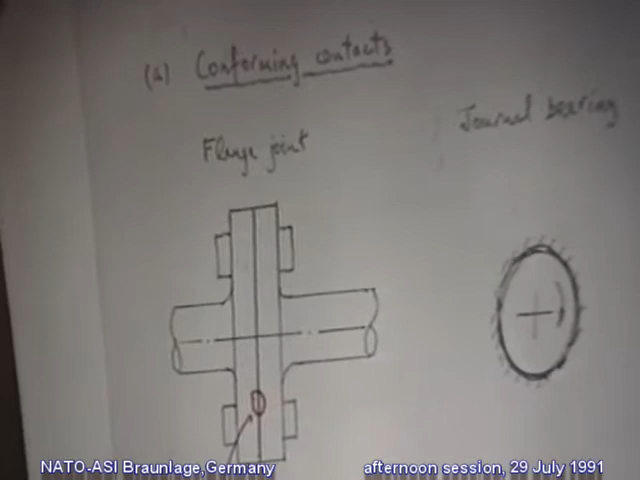 (a) Conforming contacts
Flange joint
Journal bearing
NATO-ASI Braunlage,Germany
afternoon session, 29 July 1991